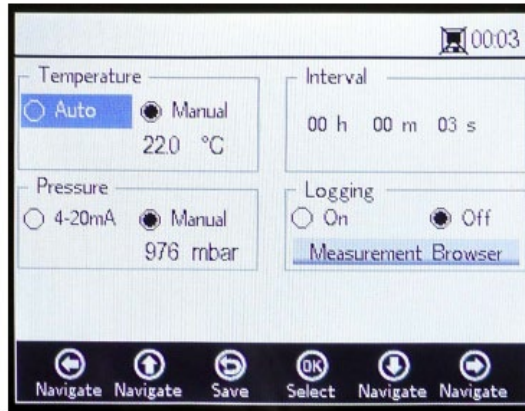 00:03
Temperature
Auto Manual
22.0 °C
Interval
00 h 00 m 03 s
Pressure
4-20mA Manual
976 mbar
Logging
On Off
Measurement Browser
OK
Navigate Navigate Save Select Navigate Navigate